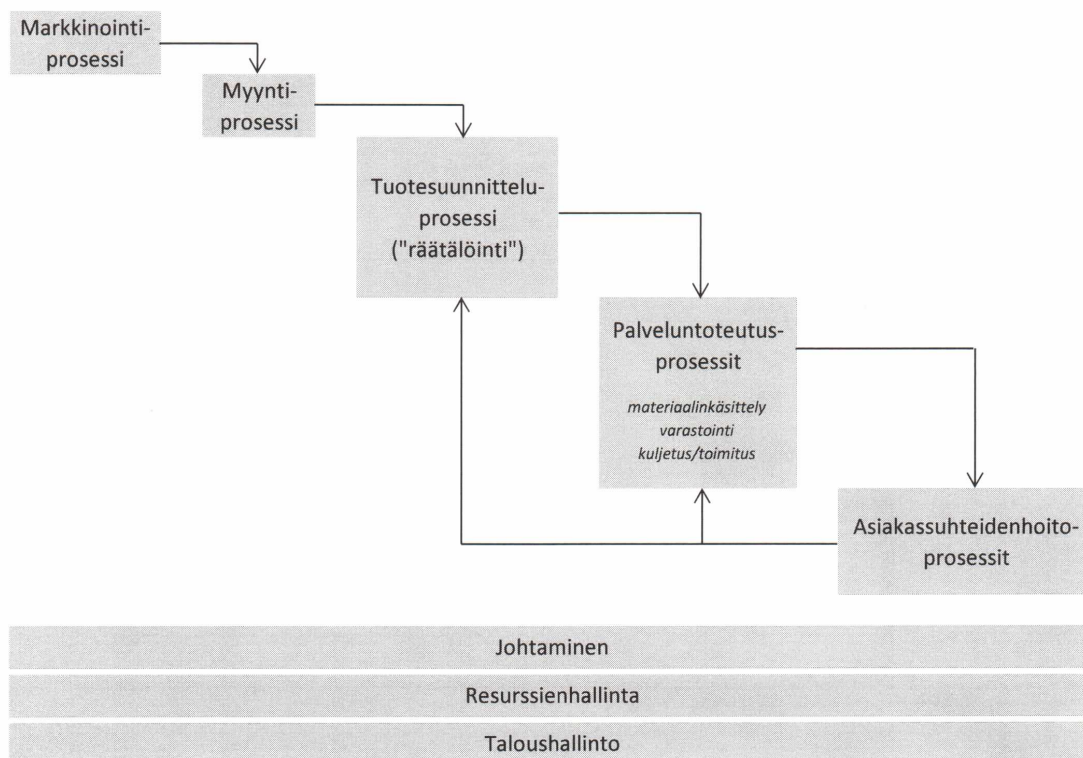 Markkinointi-
prosessi
Myynti-
prosessi
Tuotesuunnittelu-
prosessi
("räätälöinti")
Palveluntoteutus-
prosessit
materiaalinkäsittely
varastointi
kuljetus/toimitus
Asiakassuhteidenhoito-
prosessit
Johtaminen
Resurssienhallinta
Taloushallinto